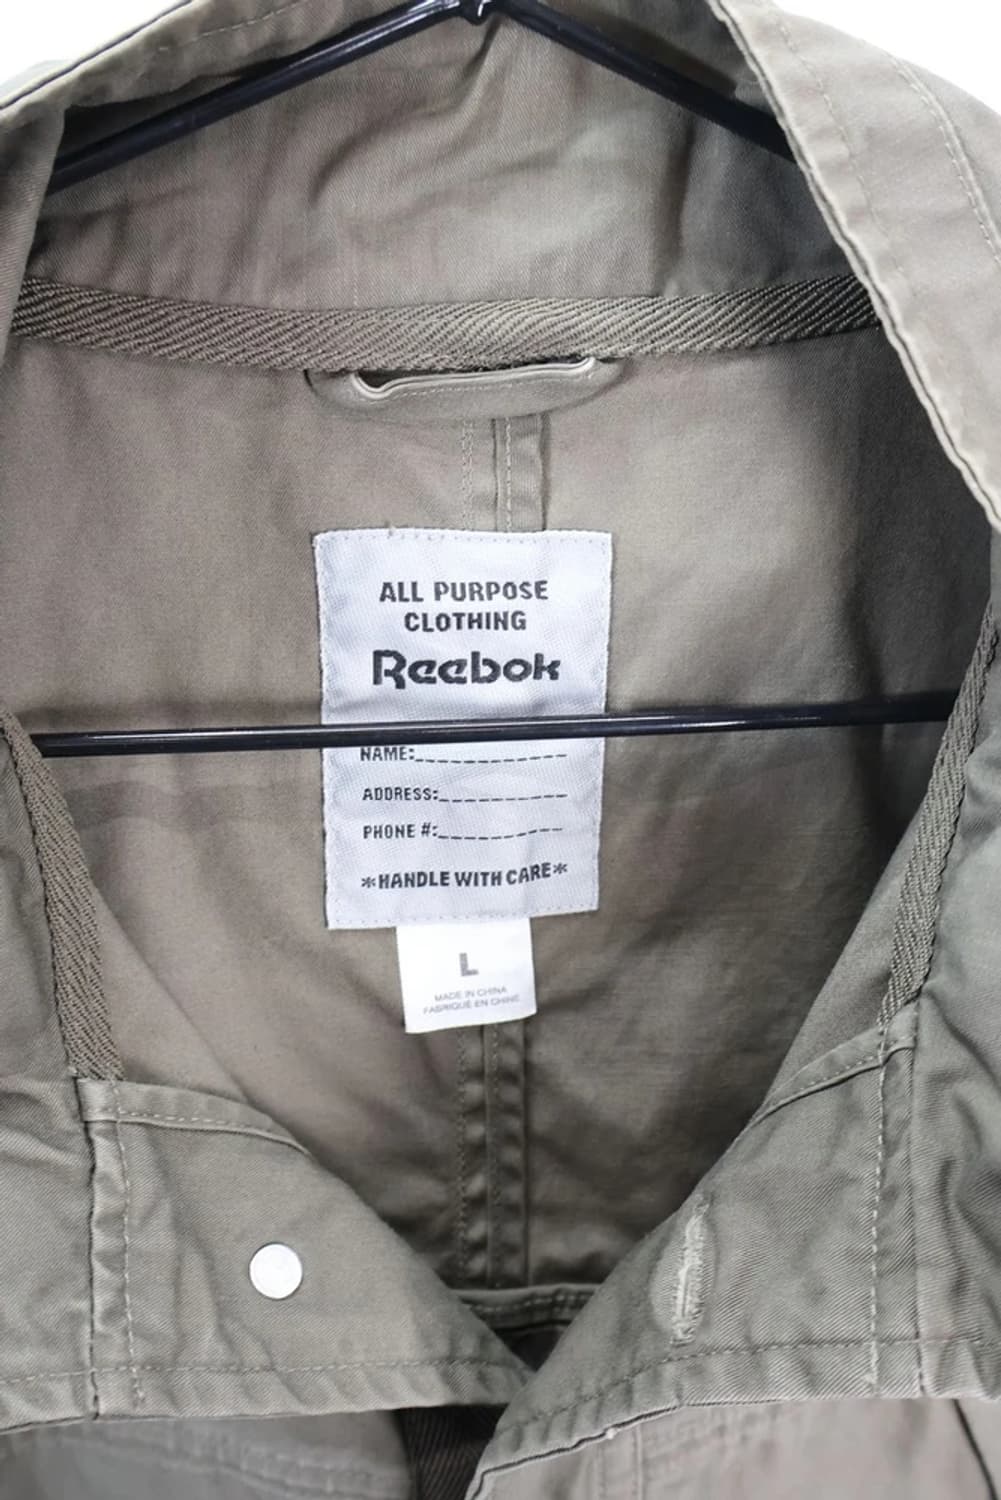 ALL PURPOSE
CLOTHING
Reebok
NAME:
ADDRESS:
PHONE #:
*HANDLE WITH CARE*
L
MADE IN CHINA
FABRIQUÉ EN CHINE